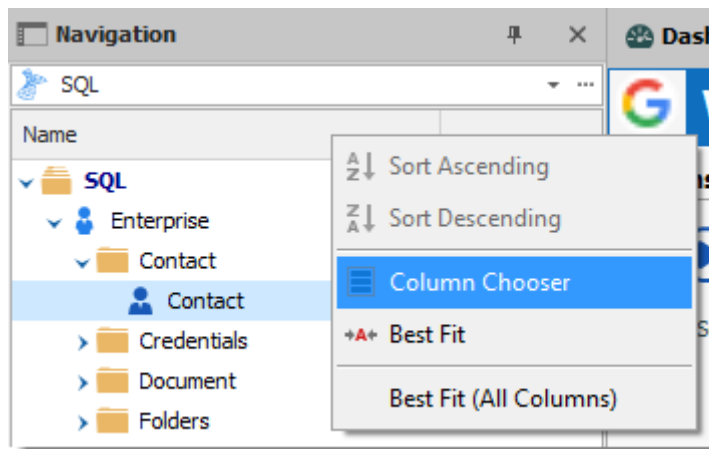 Navigation
Dash
SQL
Name
Sort Ascending
SQL
Sort Descending
Enterprise
Contact
Column Chooser
Contact
Best Fit
Credentials
Document
Best Fit (All Columns)
Folders